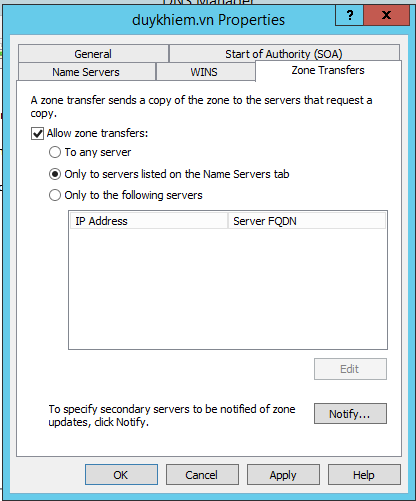 DNS Manager
duykhiem.vn Properties
? x
General Start of Authority (SOA)
Name Servers WINS Zone Transfers
A zone transfer sends a copy of the zone to the servers that request a
copy.
Allow zone transfers:
To any server
Only to servers listed on the Name Servers tab
Only to the following servers
IP Address Server FQDN
Edit
To specify secondary servers to be notified of zone
updates, click Notify.
Notify...
OK Cancel Apply Help